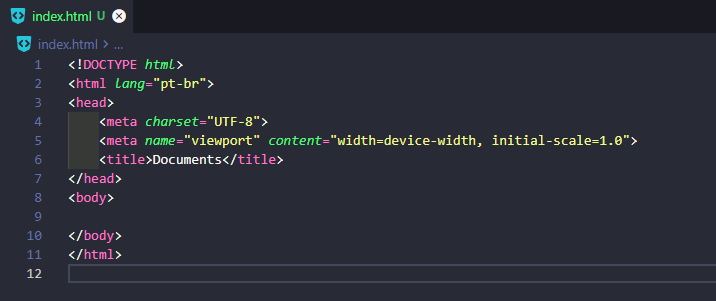 index.html U
index.html > ...
1 <!DOCTYPE html>
2 <html lang="pt-br">
3 <head>
4 <meta charset="UTF-8">
5 <meta name="viewport" content="width=device-width, initial-scale=1.0">
6 <title>Documents</title>
7 </head>
8 <body>
9
10 </body>
11 </html>
12